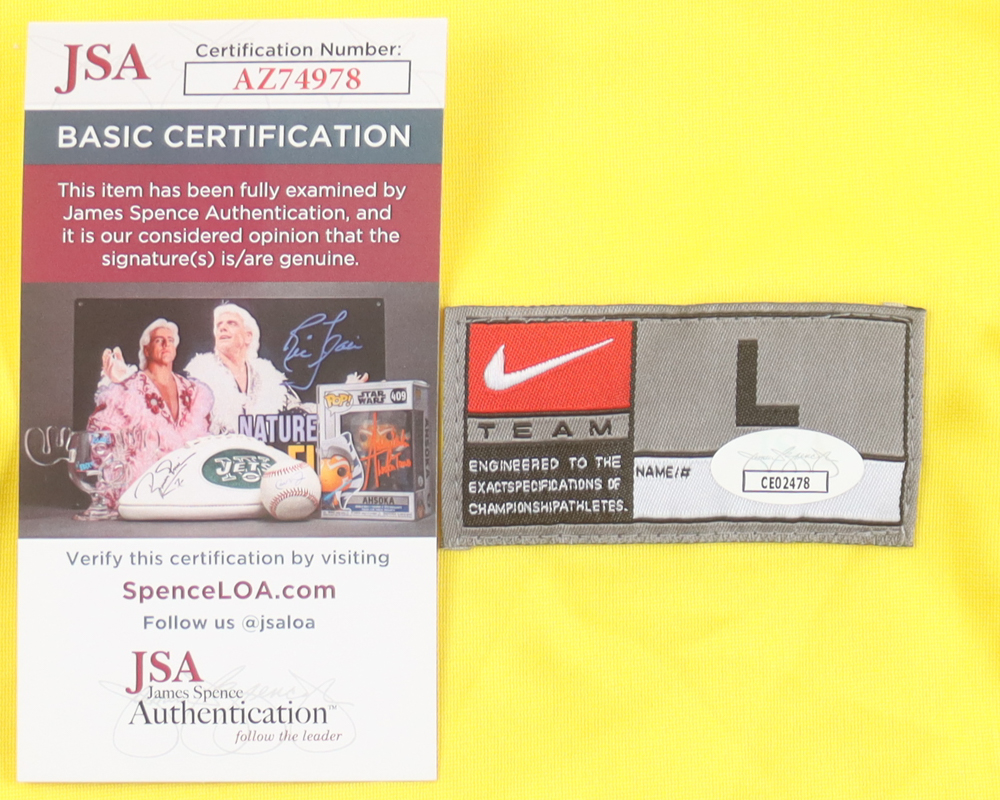 JSA
Certification Number:
AZ74978
BASIC CERTIFICATION
This item has been fully examined by
James Spence Authentication, and
it is our considered opinion that the
signature(s) is/are genuine.
NATURE
POP!
STAR
WARS
409
JETS
AHSOKA
Verify this certification by visiting
SpenceLOA.com
Follow us @jsaloa
JSA
James Spence
Authentication™
follow the leader
TEAM
ENGINEERED TO THE
EXACTSPECIFICATIONS OF
CHAMPIONSHIPATHLETES.
L
NAME/#
CE02478